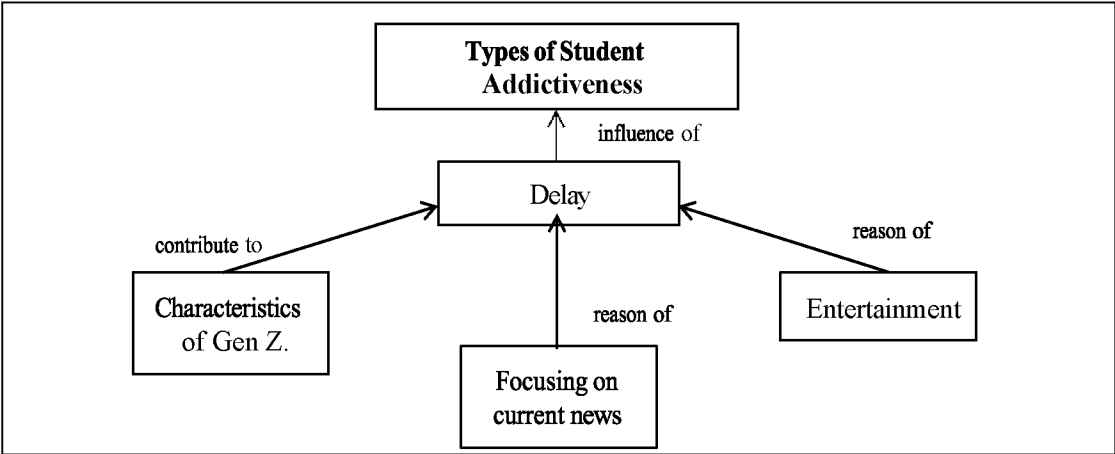 Types of Student
Addictiveness
influence of
Delay
contribute to
reason of
Characteristics
of Gen Z.
reason of
Entertainment
Focusing on
current news